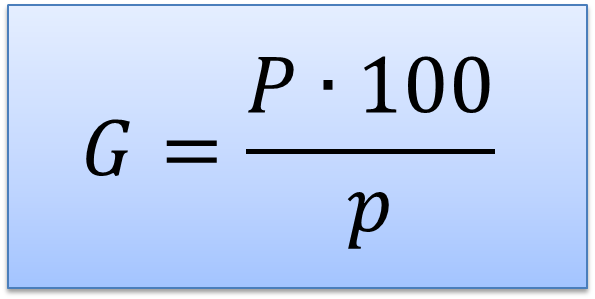 G = P · 100 / p